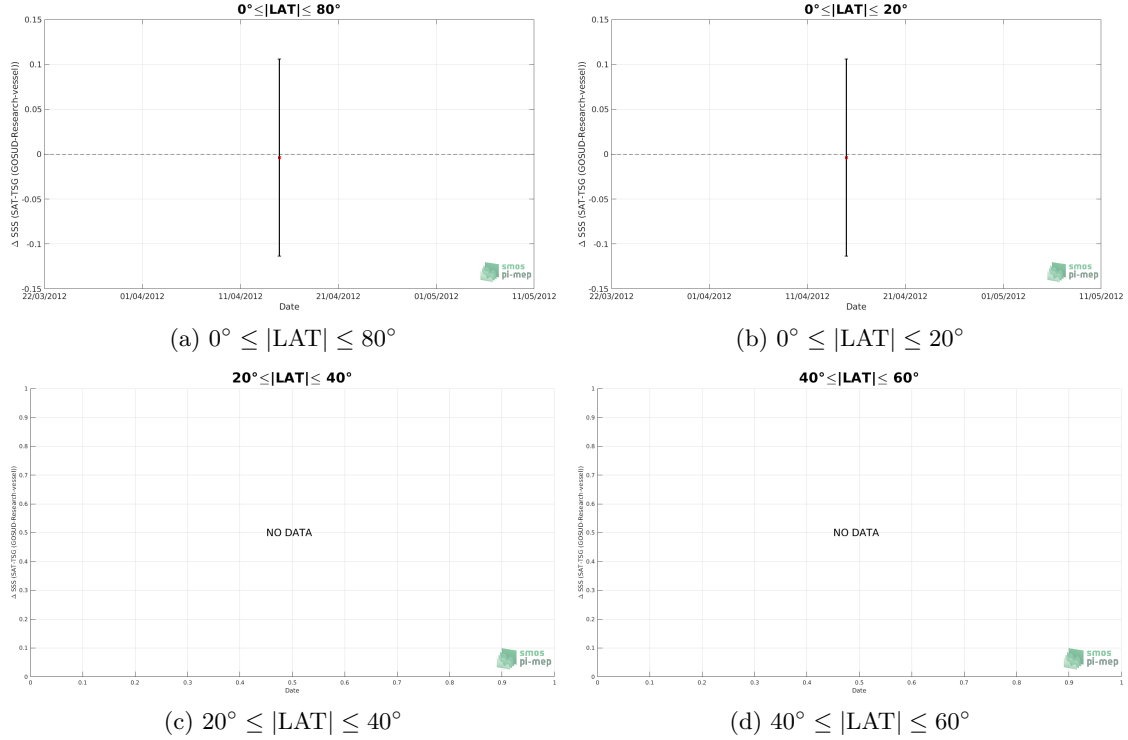 0°≤|LAT|≤ 80°
0.15
0.1
0.05
0
-0.05
-0.1
-0.15
Δ SSS (SAT-TSG (GOSUD-Research-vessel))
22/03/2012 01/04/2012 11/04/2012 21/04/2012 01/05/2012 11/05/2012
Date
smos
pi-mep
(a) 0° ≤ |LAT| ≤ 80°
0°≤|LAT|≤ 20°
0.15
0.1
0.05
0
-0.05
-0.1
-0.15
Δ SSS (SAT-TSG (GOSUD-Research-vessel))
22/03/2012 01/04/2012 11/04/2012 21/04/2012 01/05/2012 11/05/2012
Date
smos
pi-mep
(b) 0° ≤ |LAT| ≤ 20°
20°≤|LAT|≤ 40°
1
0.9
0.8
0.7
0.6
0.5
0.4
0.3
0.2
0.1
0
Δ SSS (SAT-TSG (GOSUD-Research-vessel))
NO DATA
0 0.1 0.2 0.3 0.4 0.5 0.6 0.7 0.8 0.9 1
Date
smos
pi-mep
(c) 20° ≤ |LAT| ≤ 40°
40°≤|LAT|≤ 60°
1
0.9
0.8
0.7
0.6
0.5
0.4
0.3
0.2
0.1
0
Δ SSS (SAT-TSG (GOSUD-Research-vessel))
NO DATA
0 0.1 0.2 0.3 0.4 0.5 0.6 0.7 0.8 0.9 1
Date
smos
pi-mep
(d) 40° ≤ |LAT| ≤ 60°